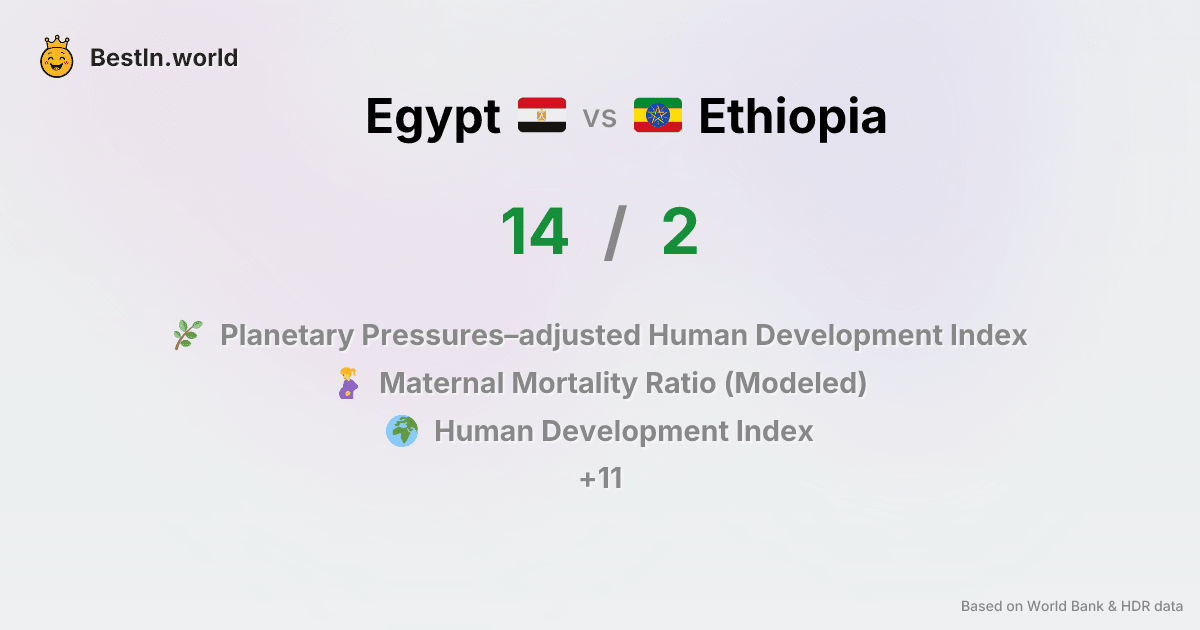 BestIn.world
Egypt vs Ethiopia
14 / 2
Planetary Pressures–adjusted Human Development Index
Maternal Mortality Ratio (Modeled)
Human Development Index
+11
Based on World Bank & HDR data